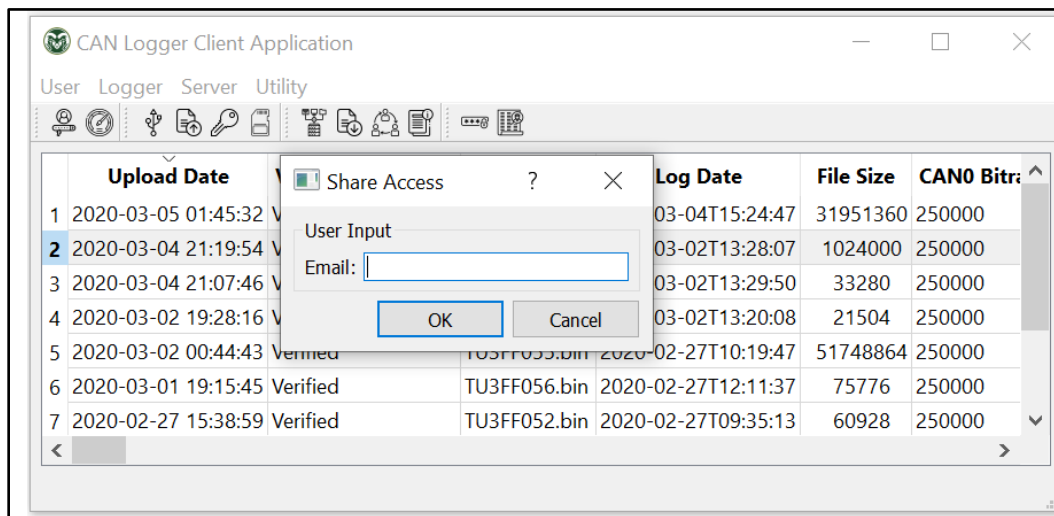 CAN Logger Client Application
User Logger Server Utility
Upload Date Log Date File Size CAN0 Bitra
Share Access ?
User Input
Email:
OK Cancel
1 2020-03-05 01:45:32 V 03-04T15:24:47 31951360 250000
2 2020-03-04 21:19:54 V 03-02T13:28:07 1024000 250000
3 2020-03-04 21:07:46 V 03-02T13:29:50 33280 250000
4 2020-03-02 19:28:16 V 03-02T13:20:08 21504 250000
5 2020-03-02 00:44:43 Verified TU3FF055.bin 2020-02-27T10:19:47 51748864 250000
6 2020-03-01 19:15:45 Verified TU3FF056.bin 2020-02-27T12:11:37 75776 250000
7 2020-02-27 15:38:59 Verified TU3FF052.bin 2020-02-27T09:35:13 60928 250000